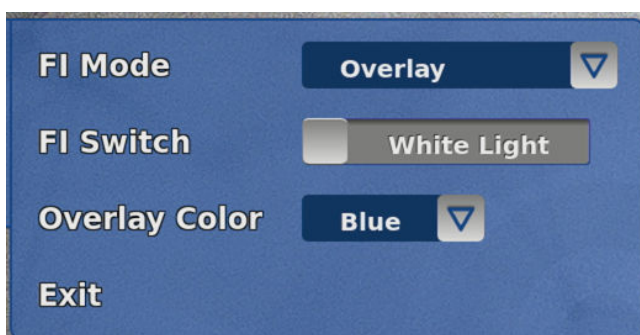 FI Mode Overlay
FI Switch White Light
Overlay Color Blue
Exit